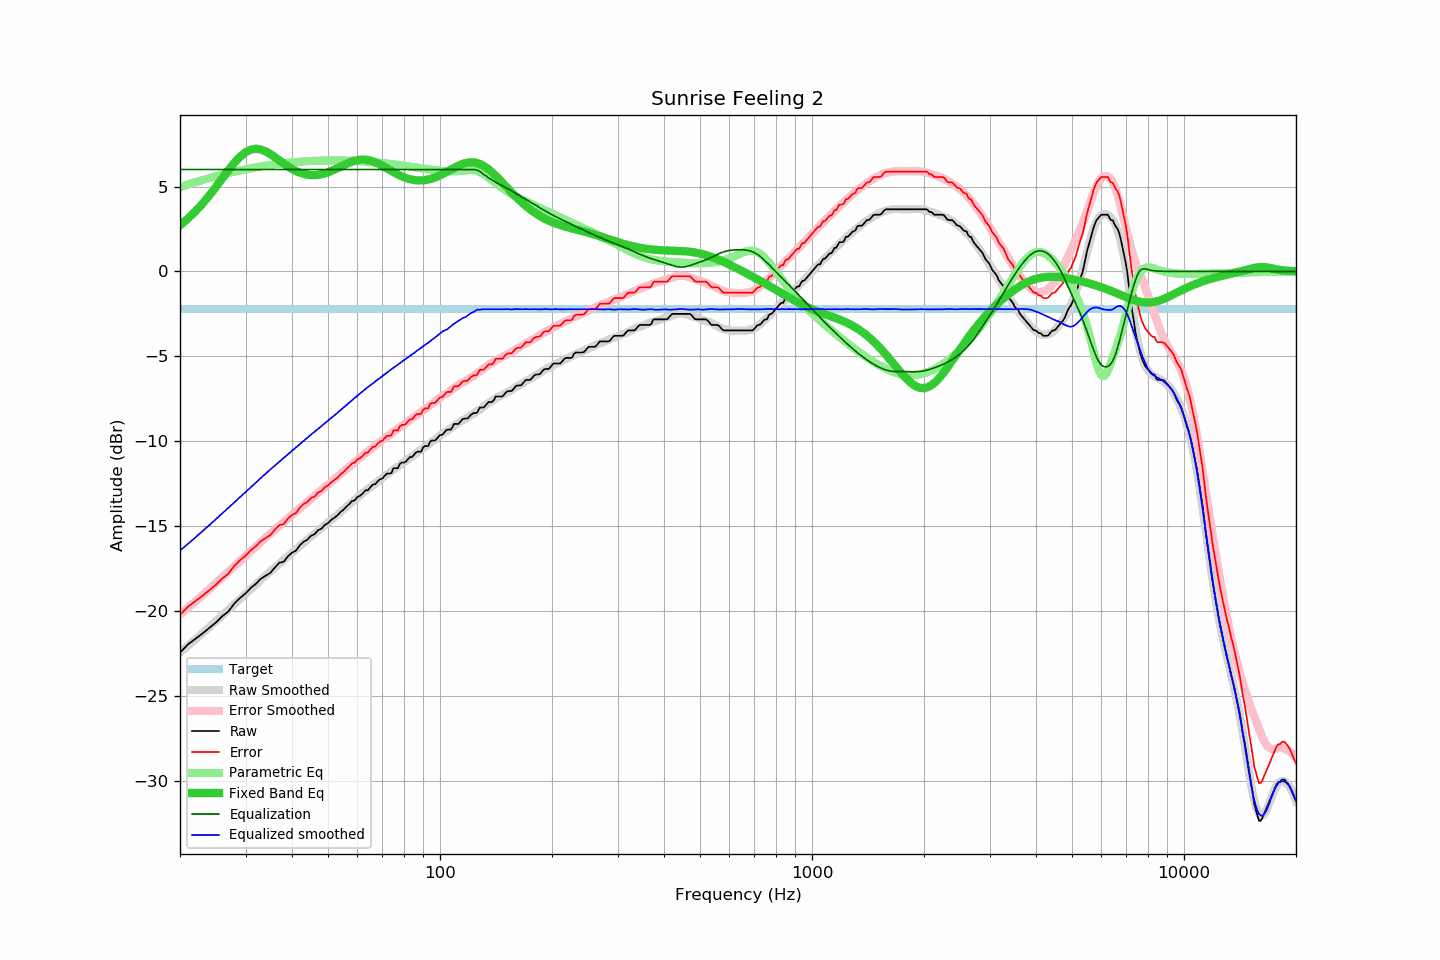 Sunrise Feeling 2
Amplitude (dBr)
5
0
−5
−10
−15
−20
−25
−30
Target
Raw Smoothed
Error Smoothed
Raw
Error
Parametric Eq
Fixed Band Eq
Equalization
Equalized smoothed
100
1000
10000
Frequency (Hz)